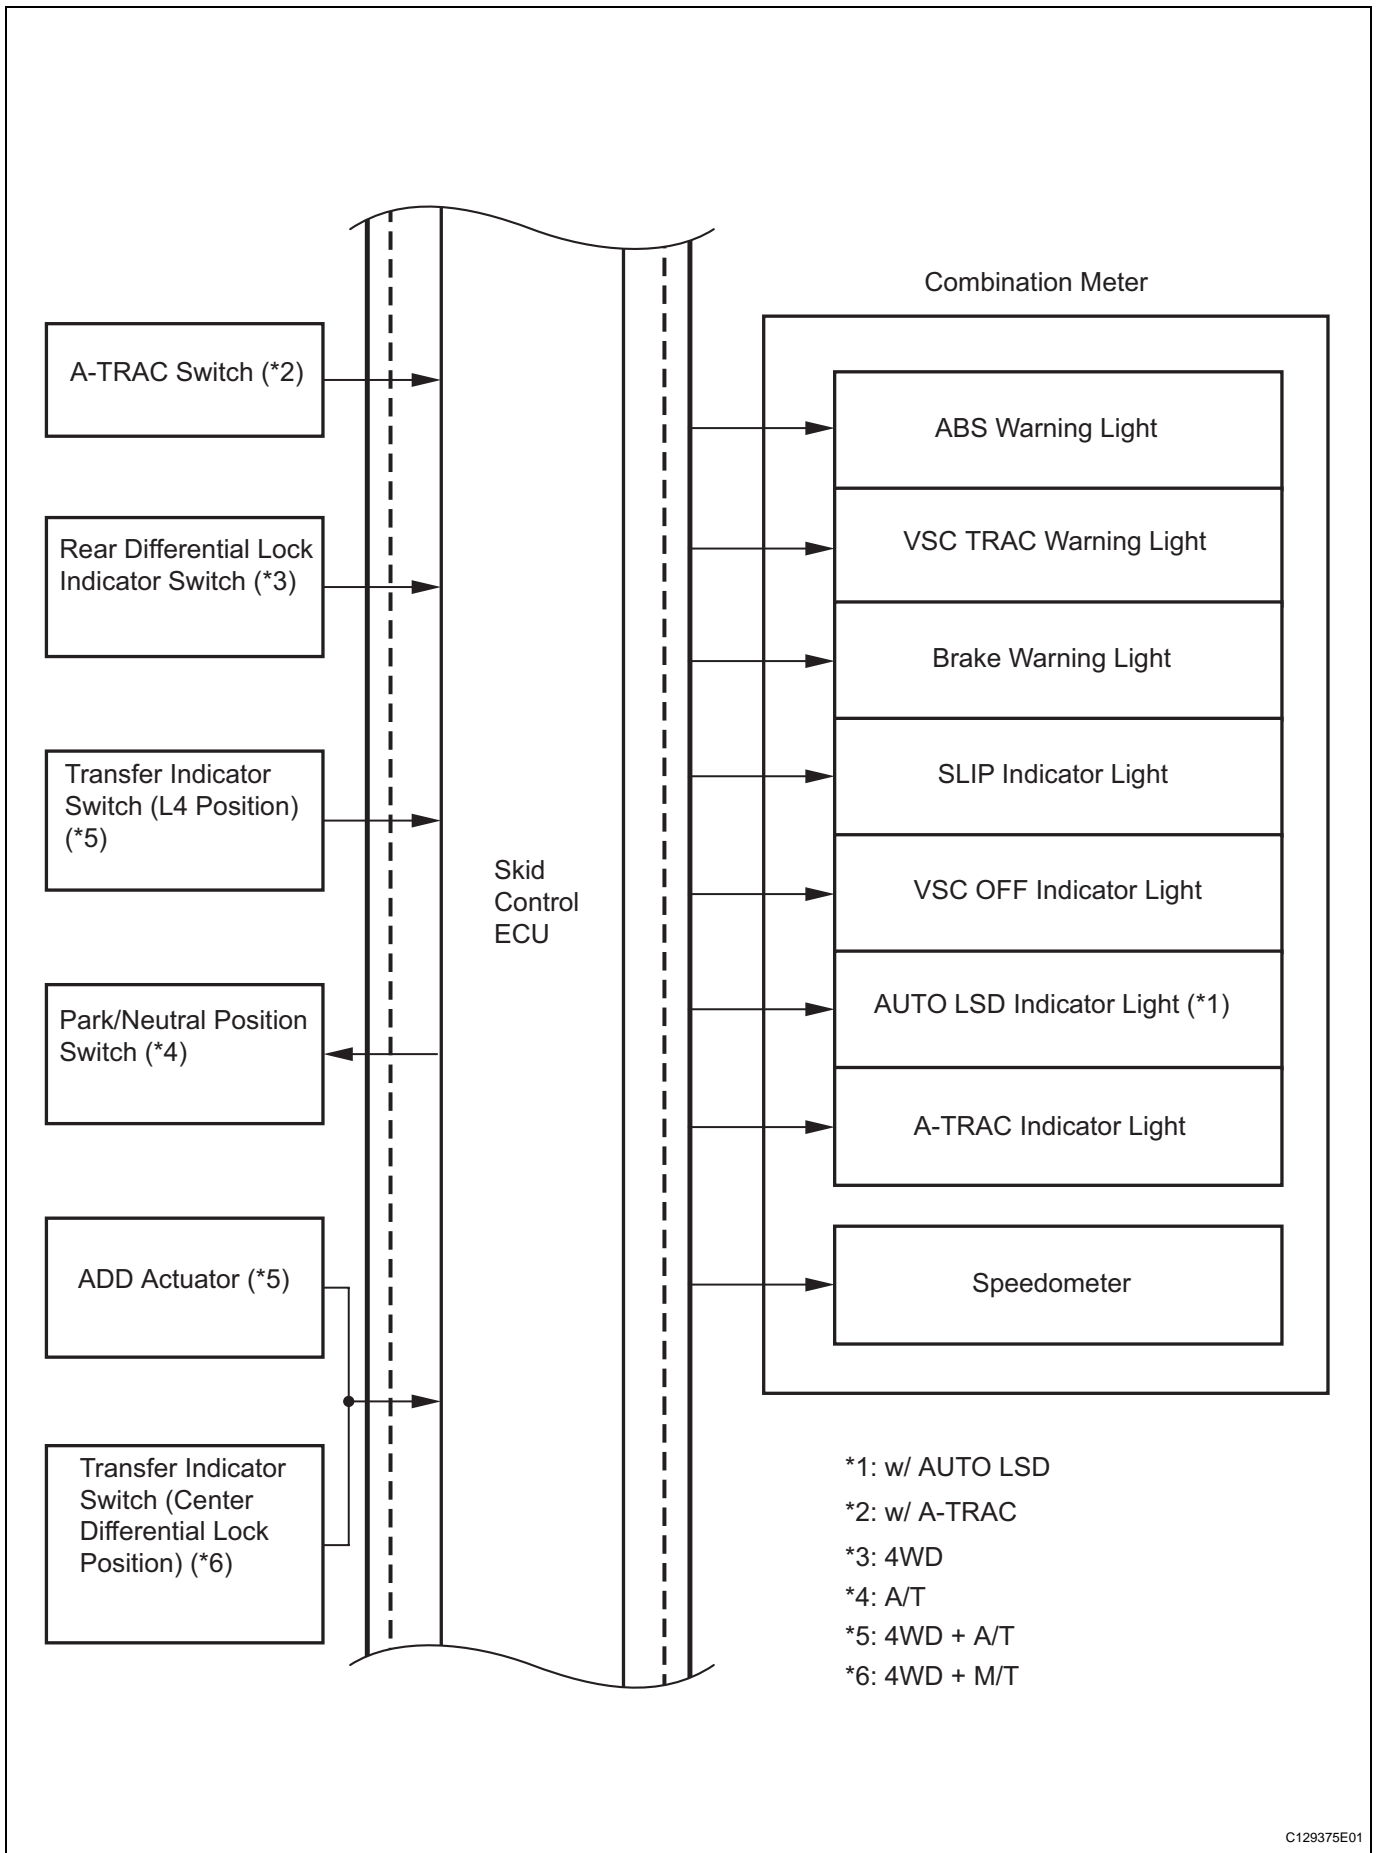 Combination Meter
A-TRAC Switch (*2)
Rear Differential Lock
Indicator Switch (*3)
Transfer Indicator
Switch (L4 Position)
(*5)
Park/Neutral Position
Switch (*4)
ADD Actuator (*5)
Transfer Indicator
Switch (Center
Differential Lock
Position) (*6)
Skid
Control
ECU
ABS Warning Light
VSC TRAC Warning Light
Brake Warning Light
SLIP Indicator Light
VSC OFF Indicator Light
AUTO LSD Indicator Light (*1)
A-TRAC Indicator Light
Speedometer
*1: w/ AUTO LSD
*2: w/ A-TRAC
*3: 4WD
*4: A/T
*5: 4WD + A/T
*6: 4WD + M/T
C129375E01